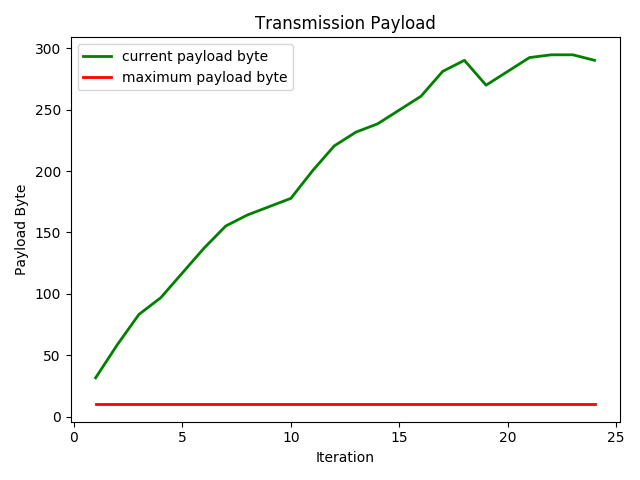 Transmission Payload
current payload byte
maximum payload byte
300
250
200
150
100
50
0
Payload Byte
0 5 10 15 20 25
Iteration